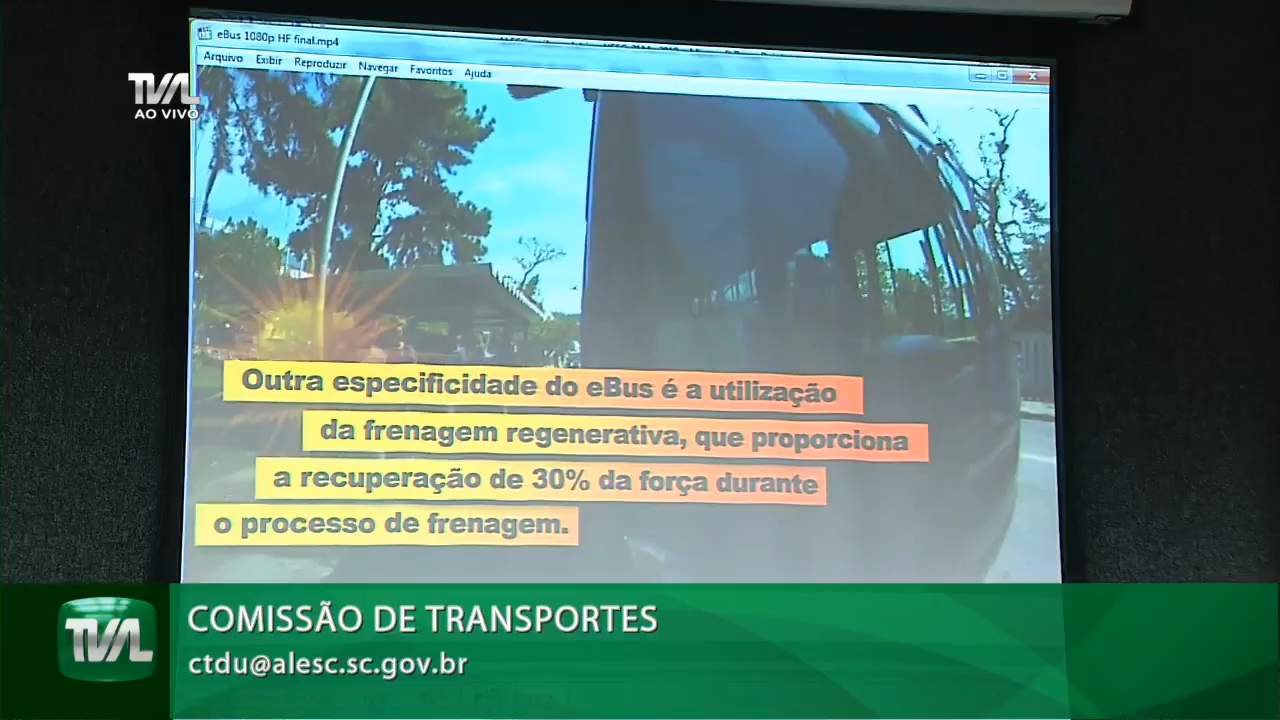 eBus 1080p HF final.mp4
Arquivo Exibir Reproduzir Navegar Favoritos Ajuda
TVAL
AO VIVO
Outra especificidade do eBus é a utilização
da frenagem regenerativa, que proporciona
a recuperação de 30% da força durante
o processo de frenagem.
COMISSÃO DE TRANSPORTES
TVAL
ctdu@alesc.sc.gov.br